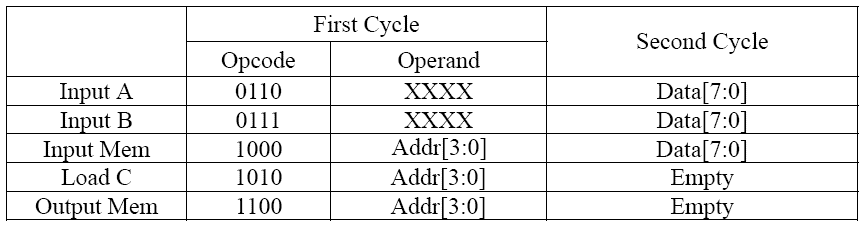 First Cycle Second Cycle
Opcode Operand
Input A 0110 XXXX Data[7:0]
Input B 0111 XXXX Data[7:0]
Input Mem 1000 Addr[3:0] Data[7:0]
Load C 1010 Addr[3:0] Empty
Output Mem 1100 Addr[3:0] Empty